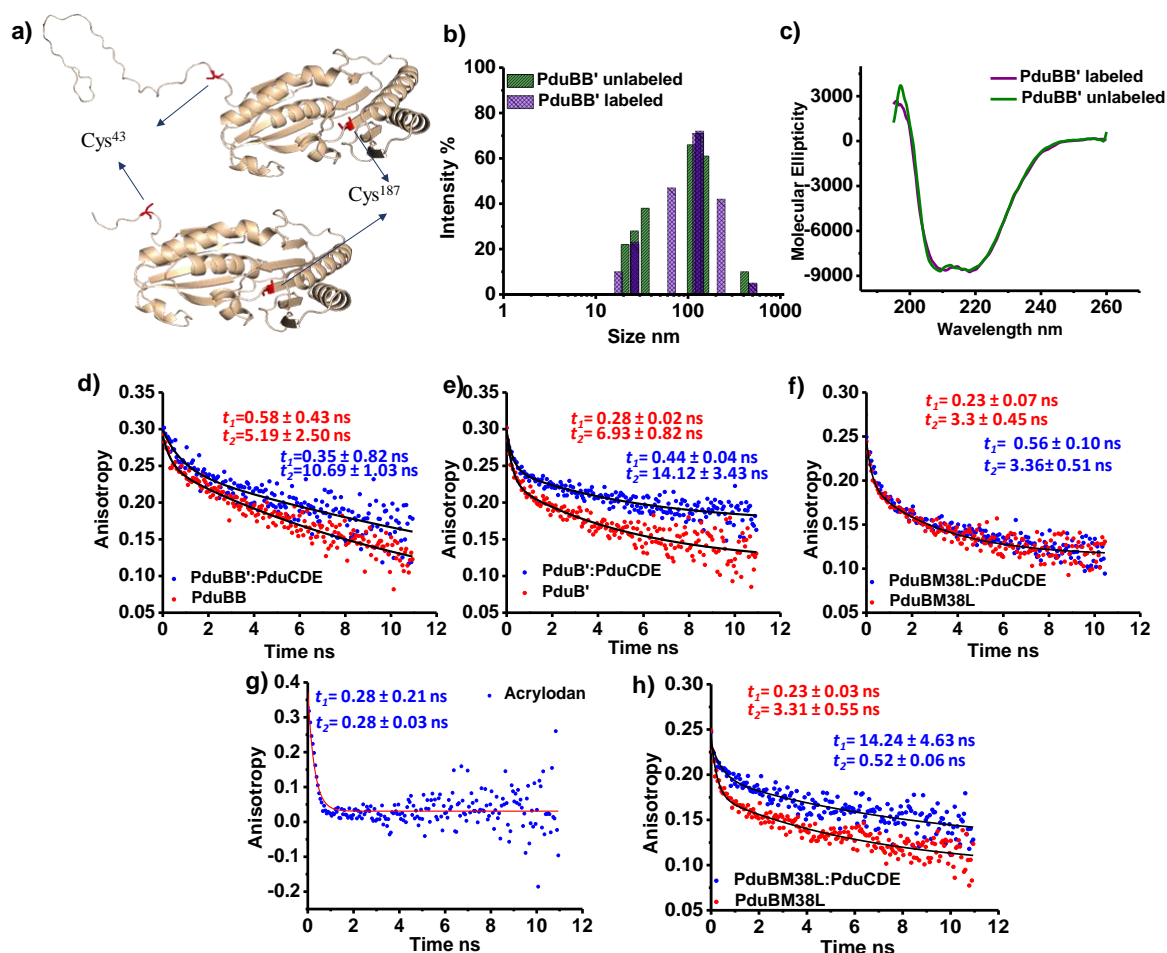 a)
Cys43
Cys187
b)
PduBB' unlabeled
PduBB' labeled
Intensity %
100
80
60
40
20
0
1
10
100
1000
Size nm
c)
PduBB' labeled
PduBB' unlabeled
Molecular Ellipticity
3000
0
-3000
-6000
-9000
200
220
240
260
Wavelength nm
d)
t1=0.58 ± 0.43 ns
t2=5.19 ± 2.50 ns
t1=0.35 ± 0.82 ns
t2=10.69 ± 1.03 ns
Anisotropy
0.35
0.30
0.25
0.20
0.15
0.10
0.05
PduBB':PduCDE
PduBB
0 2 4 6 8 10 12
Time ns
e)
t1=0.28 ± 0.02 ns
t2=6.93 ± 0.82 ns
t1=0.44 ± 0.04 ns
t2=14.12 ± 3.43 ns
Anisotropy
0.35
0.30
0.25
0.20
0.15
0.10
0.05
PduB':PduCDE
PduB'
0 2 4 6 8 10 12
Time ns
f)
t1=0.23 ± 0.07 ns
t2= 3.3 ± 0.45 ns
t1= 0.56 ± 0.10 ns
t2= 3.36± 0.51 ns
Anisotropy
0.30
0.25
0.20
0.15
0.10
0.05
PduBM38L:PduCDE
PduBM38L
0 2 4 6 8 10 12
Time ns
g)
t1= 0.28 ± 0.21 ns
t2= 0.28 ± 0.03 ns
Acrylodan
Anisotropy
0.4
0.3
0.2
0.1
0.0
-0.1
-0.2
0 2 4 6 8 10 12
Time ns
h)
t1= 0.23 ± 0.03 ns
t2= 3.31 ± 0.55 ns
t1= 14.24 ± 4.63 ns
t2= 0.52 ± 0.06 ns
Anisotropy
0.30
0.25
0.20
0.15
0.10
0.05
PduBM38L:PduCDE
PduBM38L
0 2 4 6 8 10 12
Time ns